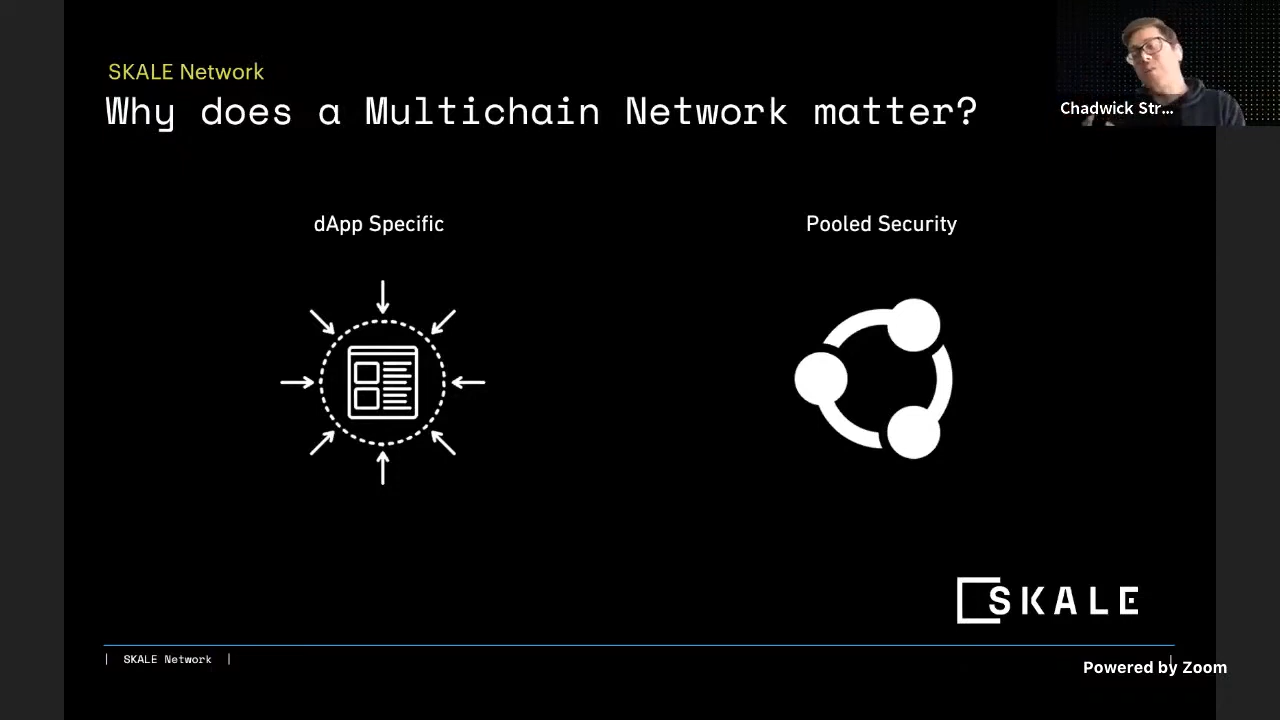 SKALE Network
Why does a Multichain Network matter?
Chadwick Str...
dApp Specific
Pooled Security
SKALE
| SKALE Network |
Powered by Zoom